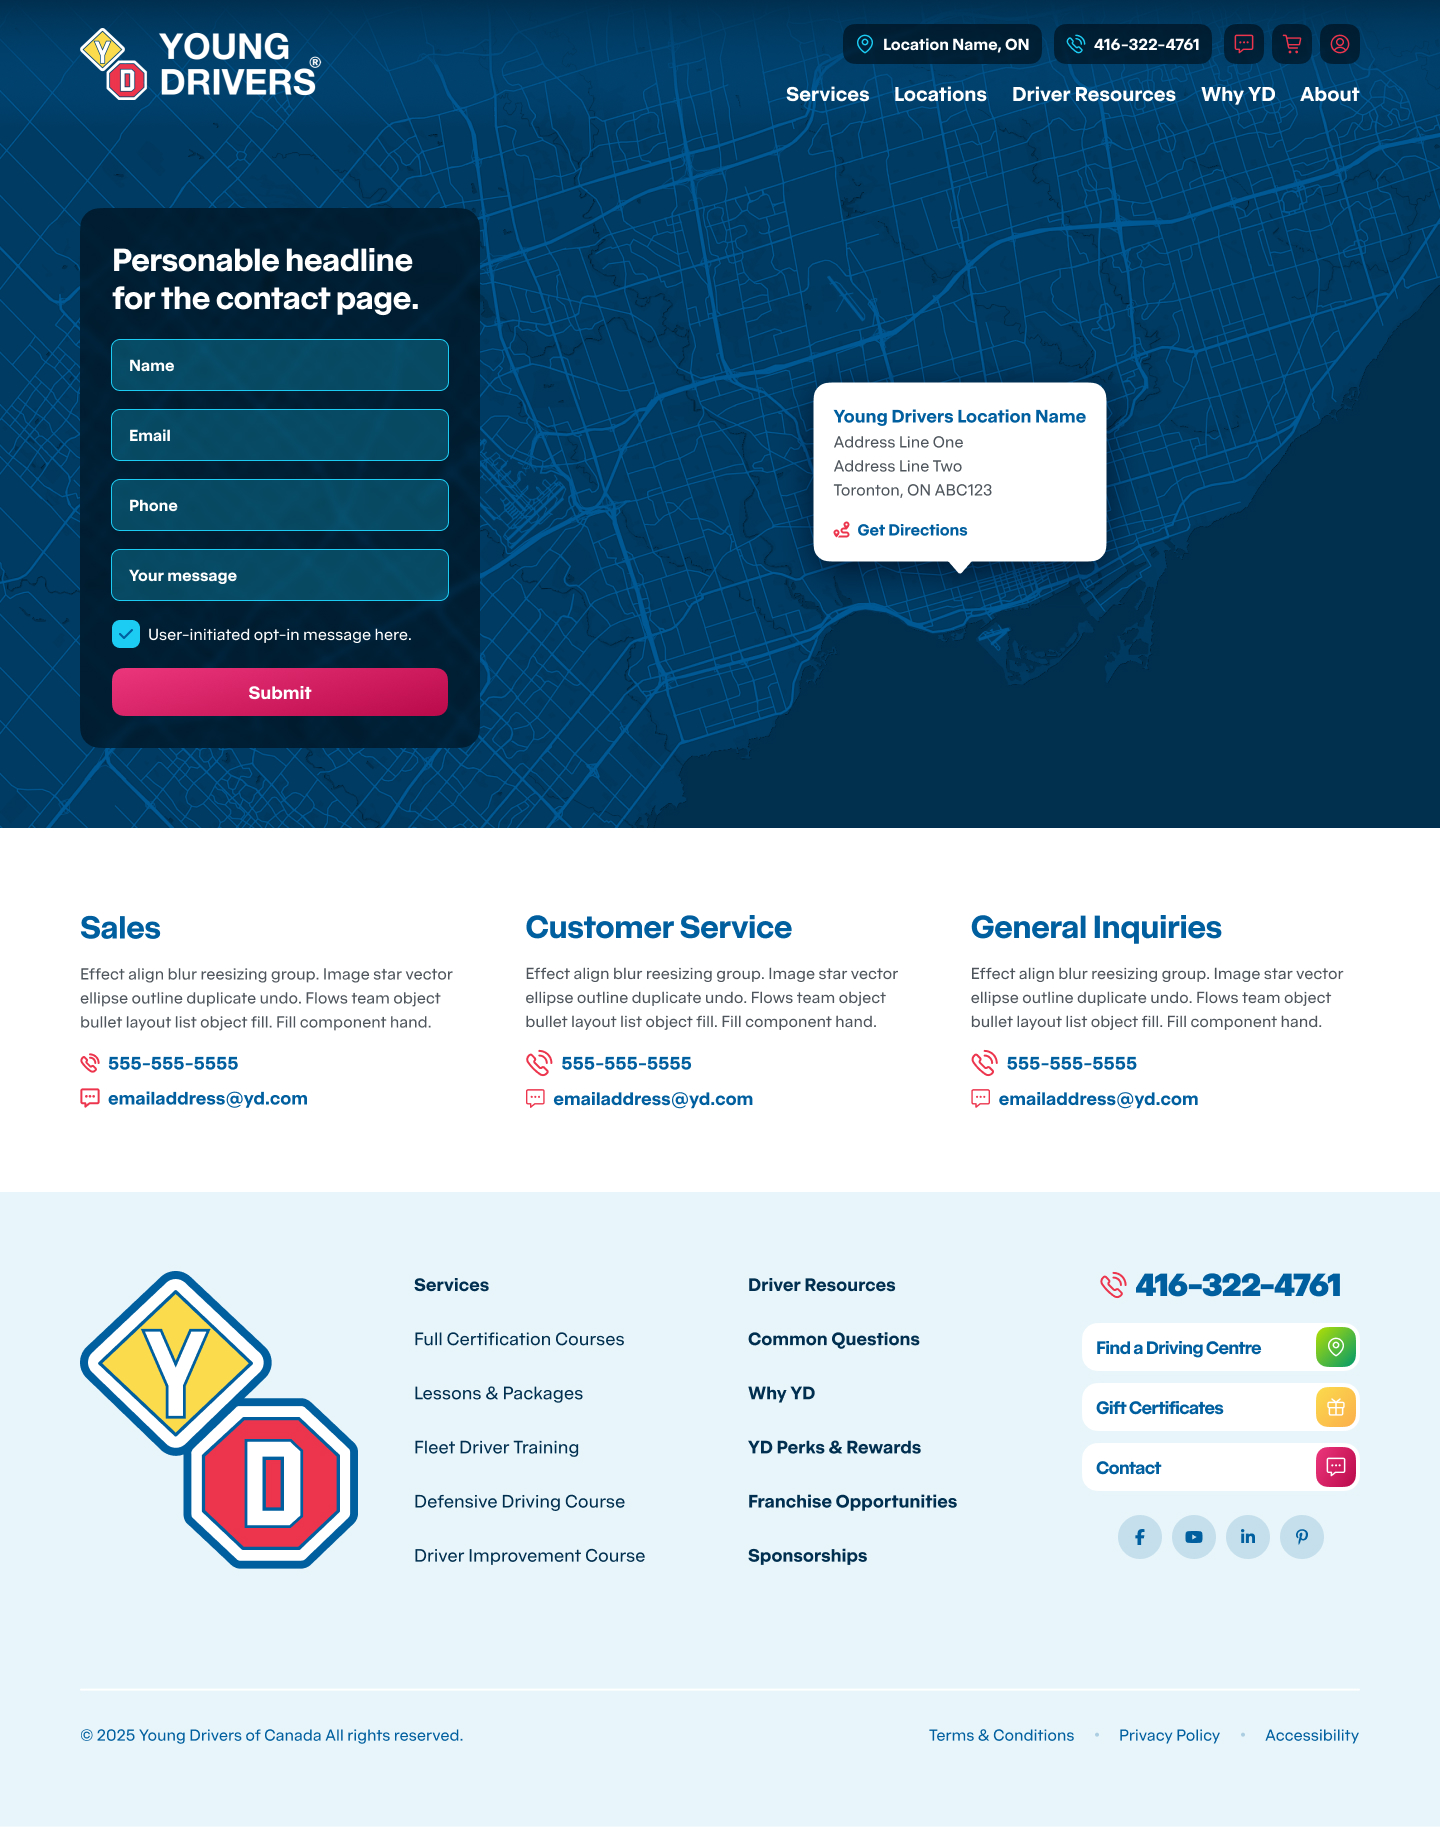 YOUNG
DRIVERS®
Y
D
Location Name, ON
416-322-4761
Services
Locations
Driver Resources
Why YD
About
Personable headline
for the contact page.
Name
Email
Phone
Your message
User-initiated opt-in message here.
Submit
Young Drivers Location Name
Address Line One
Address Line Two
Toronton, ON ABC123
Get Directions
Sales
Effect align blur reesizing group. Image star vector
ellipse outline duplicate undo. Flows team object
bullet layout list object fill. Fill component hand.
555-555-5555
emailaddress@yd.com
Customer Service
Effect align blur reesizing group. Image star vector
ellipse outline duplicate undo. Flows team object
bullet layout list object fill. Fill component hand.
555-555-5555
emailaddress@yd.com
General Inquiries
Effect align blur reesizing group. Image star vector
ellipse outline duplicate undo. Flows team object
bullet layout list object fill. Fill component hand.
555-555-5555
emailaddress@yd.com
Y
D
Services
Full Certification Courses
Lessons & Packages
Fleet Driver Training
Defensive Driving Course
Driver Improvement Course
Driver Resources
Common Questions
Why YD
YD Perks & Rewards
Franchise Opportunities
Sponsorships
416-322-4761
Find a Driving Centre
Gift Certificates
Contact
© 2025 Young Drivers of Canada All rights reserved.
Terms & Conditions • Privacy Policy • Accessibility